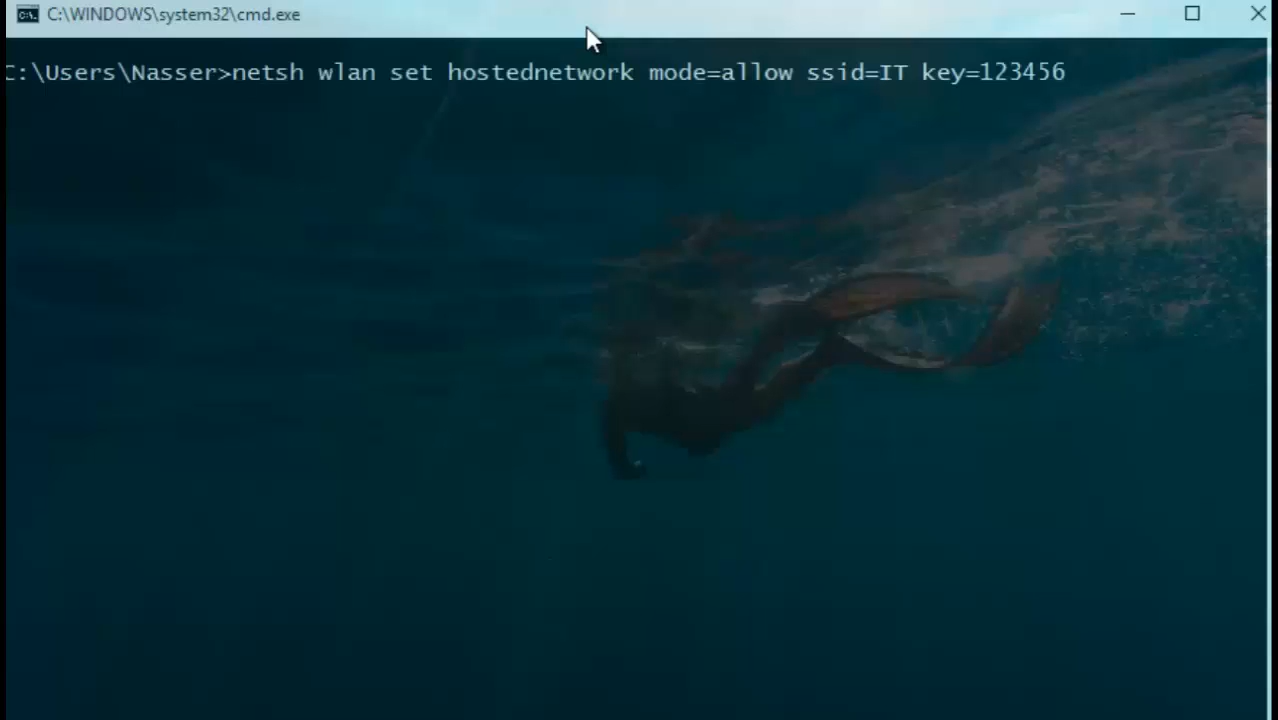 C:\WINDOWS\system32\cmd.exe
C:\Users\Nasser>netsh wlan set hostednetwork mode=allow ssid=IT key=123456